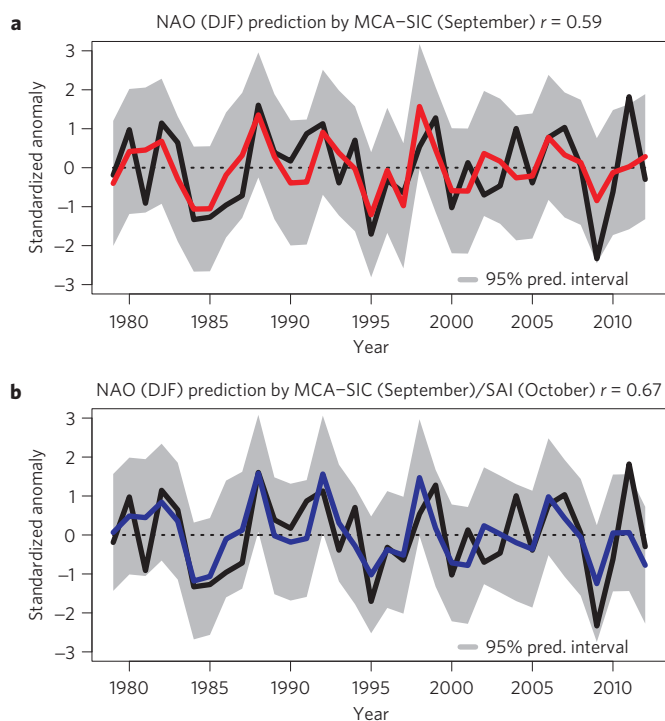 a
NAO (DJF) prediction by MCA–SIC (September) r = 0.59
Standardized anomaly
3
2
1
0
−1
−2
−3
95% pred. interval
1980 1985 1990 1995 2000 2005 2010
Year
b
NAO (DJF) prediction by MCA–SIC (September)/SAI (October) r = 0.67
Standardized anomaly
3
2
1
0
−1
−2
−3
95% pred. interval
1980 1985 1990 1995 2000 2005 2010
Year